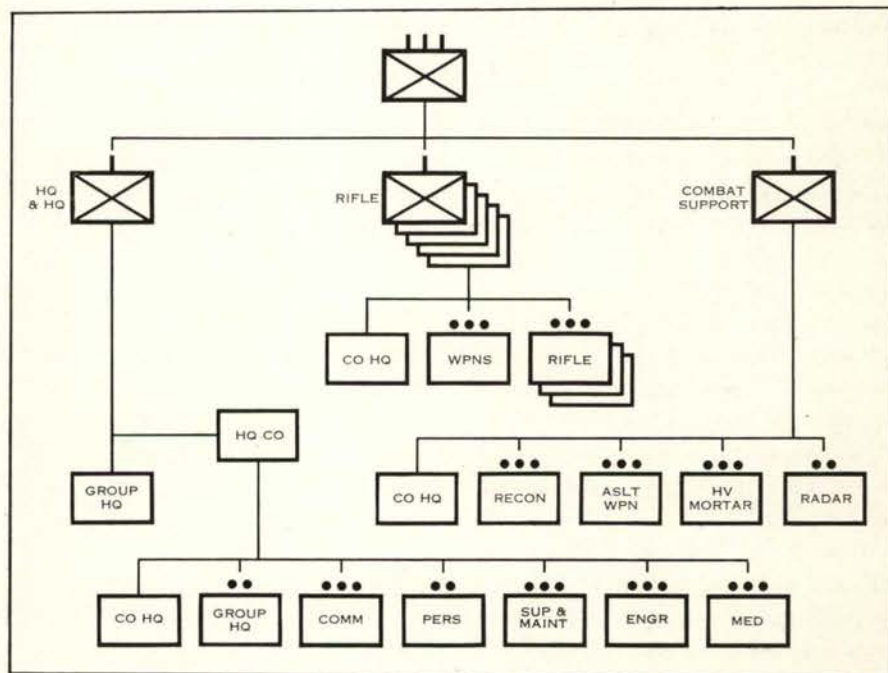 HQ
& HQ
RIFLE
COMBAT
SUPPORT
CO HQ
WPNS
RIFLE
HQ CO
GROUP
HQ
CO HQ
RECON
ASLT
WPN
HV
MORTAR
RADAR
CO HQ
GROUP
HQ
COMM
PERS
SUP &
MAINT
ENGR
MED